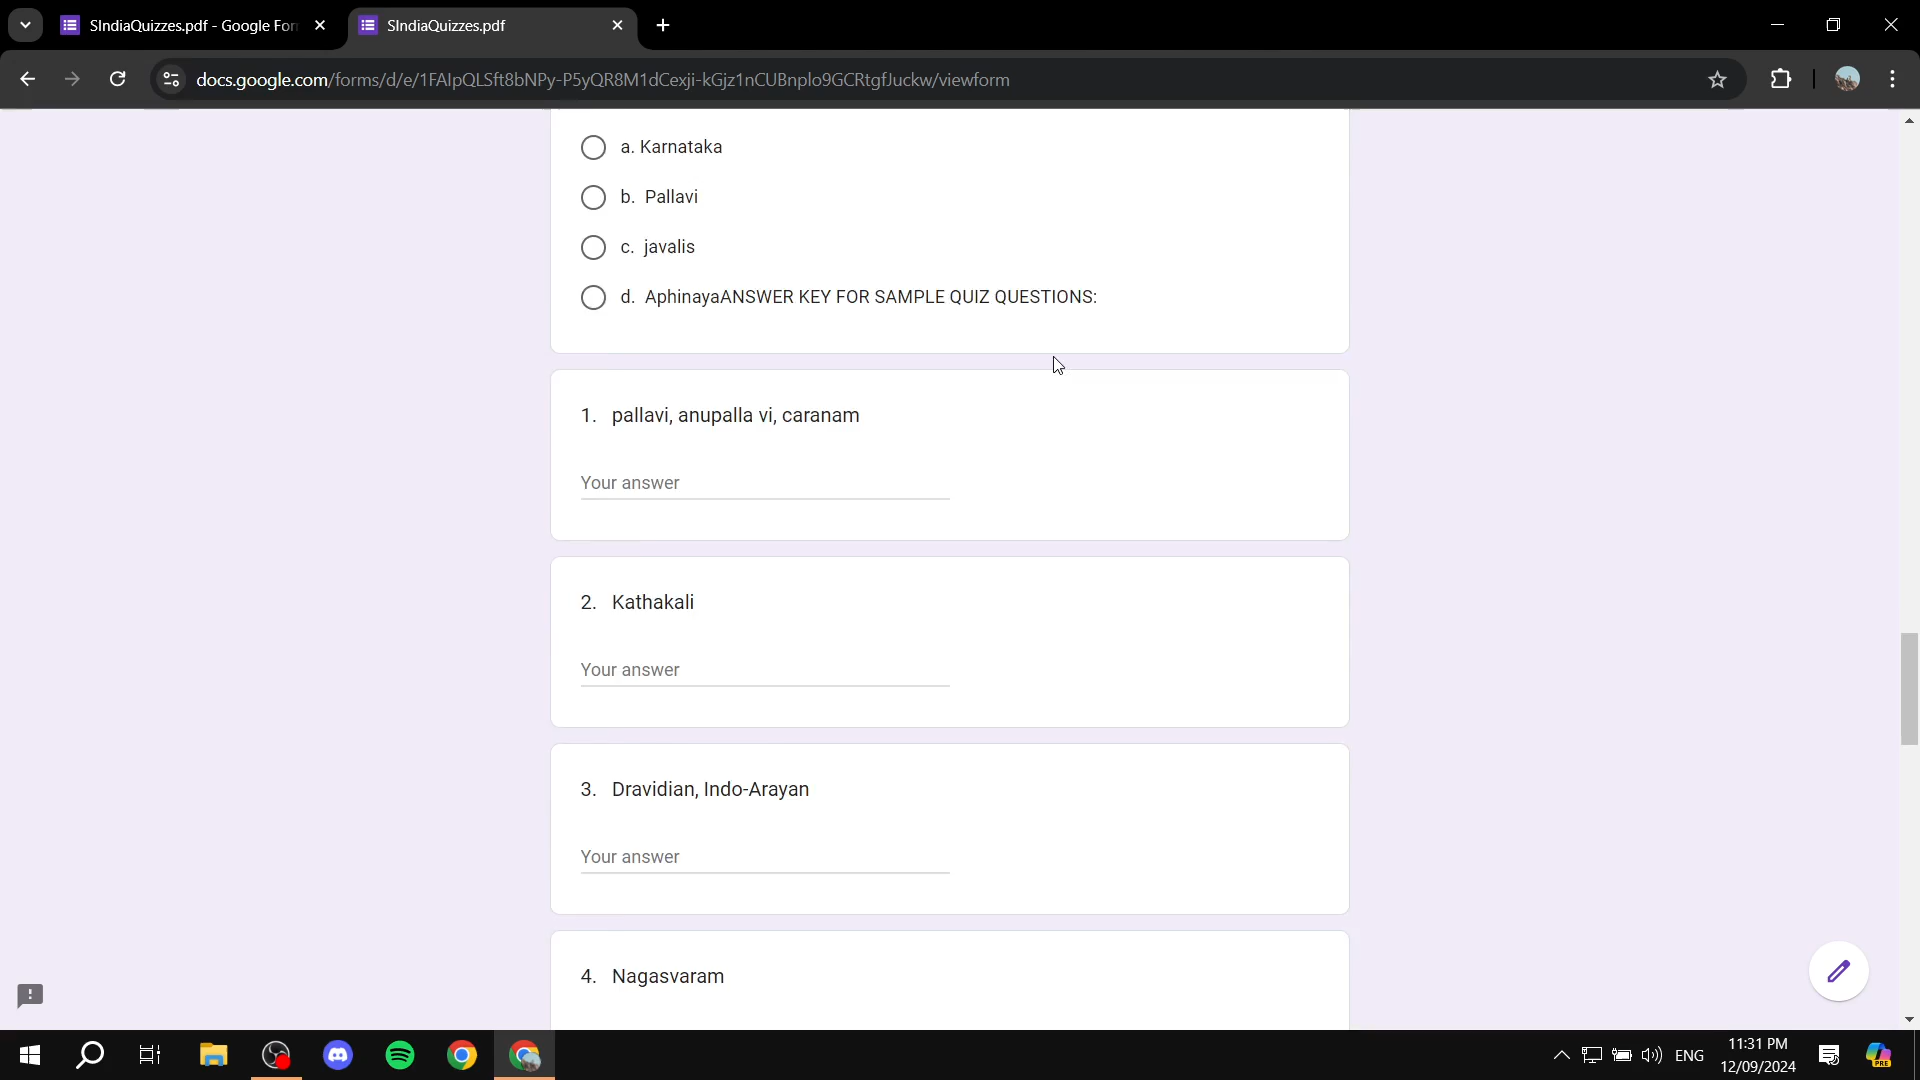 SIndiaQuizzes.pdf - Google For
SIndiaQuizzes.pdf
docs.google.com/forms/d/e/1FAIpQLSft8bNPy-P5yQR8M1dCexji-kGjz1nCUBnplo9GCRtgfJuckw/viewform
a. Karnataka
b. Pallavi
c. javalis
d. AphinayaANSWER KEY FOR SAMPLE QUIZ QUESTIONS:
1. pallavi, anupalla vi, caranam
Your answer
2. Kathakali
Your answer
3. Dravidian, Indo-Arayan
Your answer
4. Nagasvaram
ENG
11:31 PM
12/09/2024
PRE